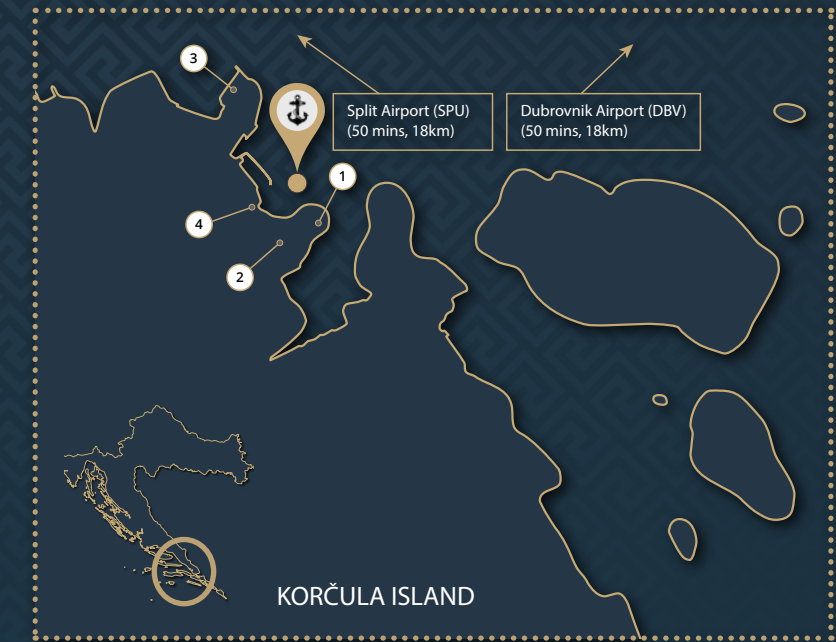 3
Split Airport (SPU)
(50 mins, 18km)
Dubrovnik Airport (DBV)
(50 mins, 18km)
1
4
2
KORČULA ISLAND